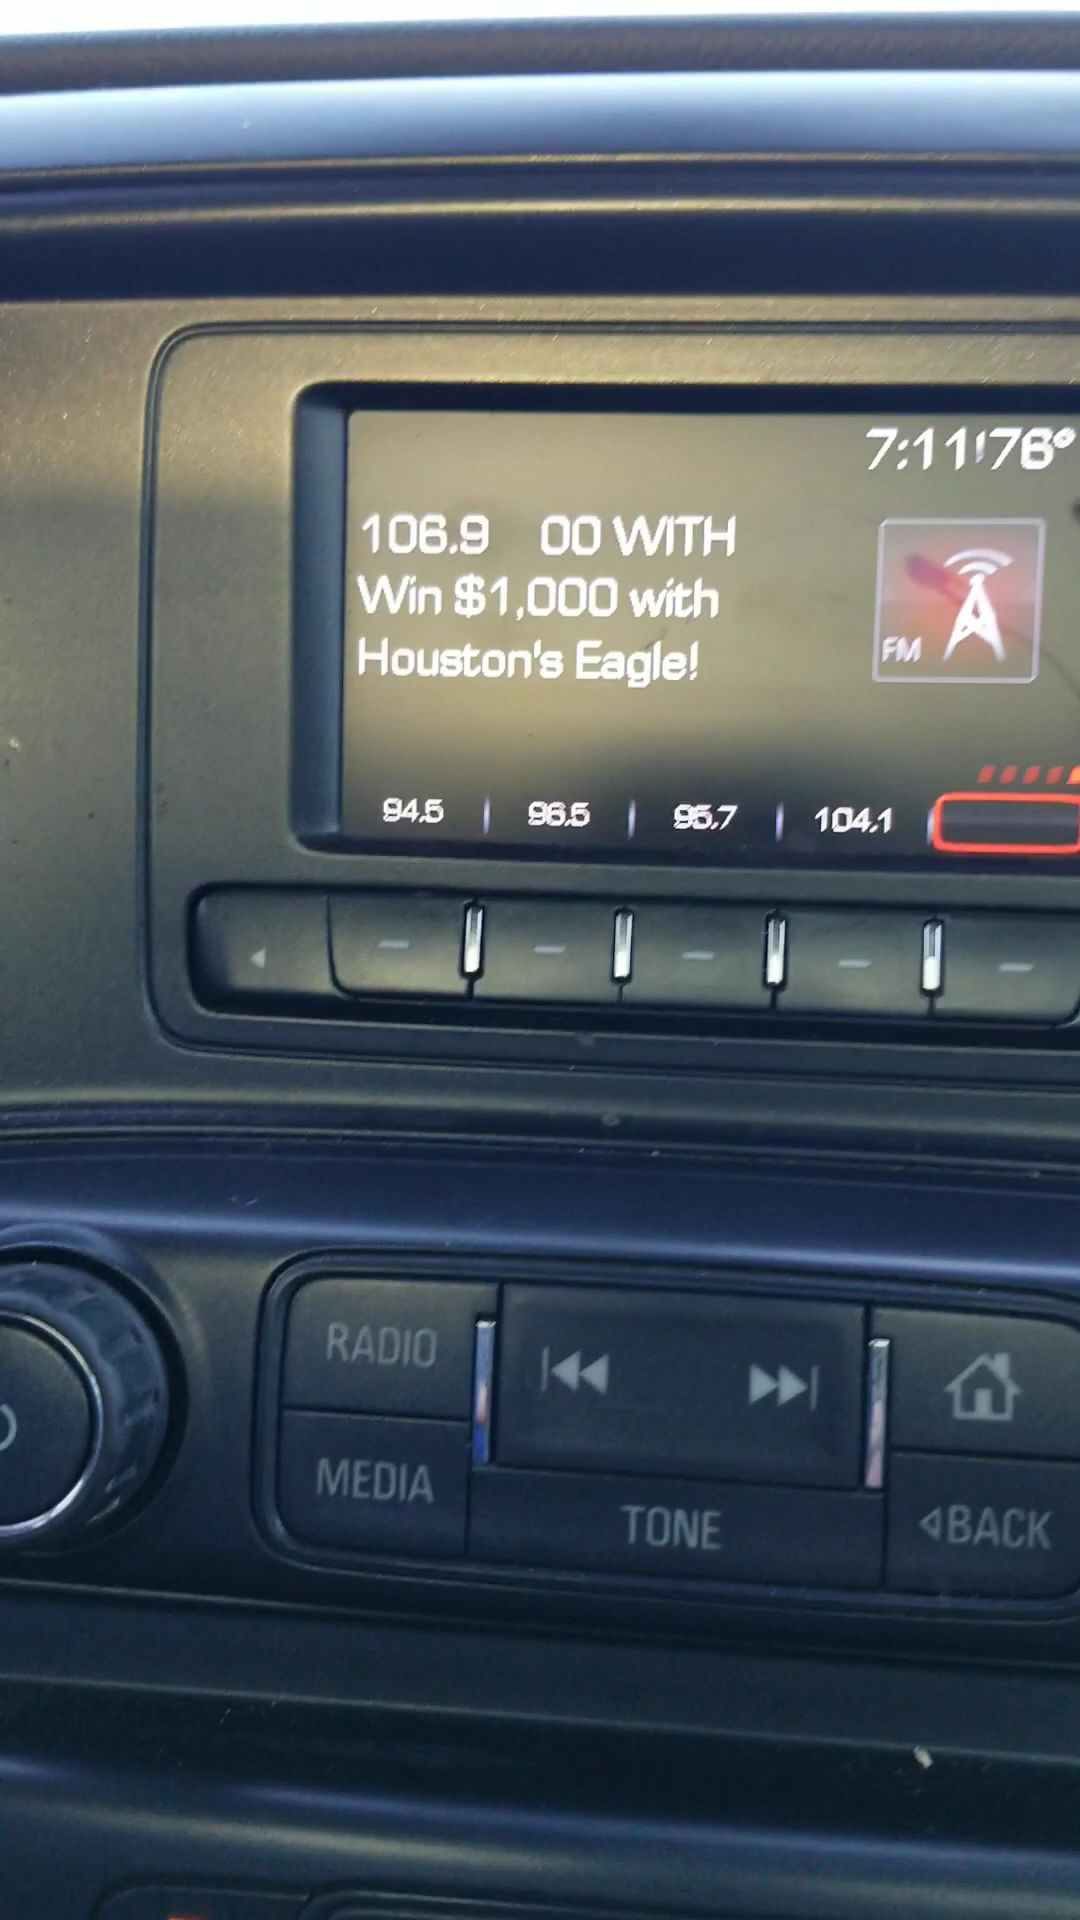 7:11 76°
106.9 00 WITH
Win $1,000 with
Houston's Eagle!
FM
94.5 96.5 95.7 104.1
RADIO
MEDIA
TONE
BACK